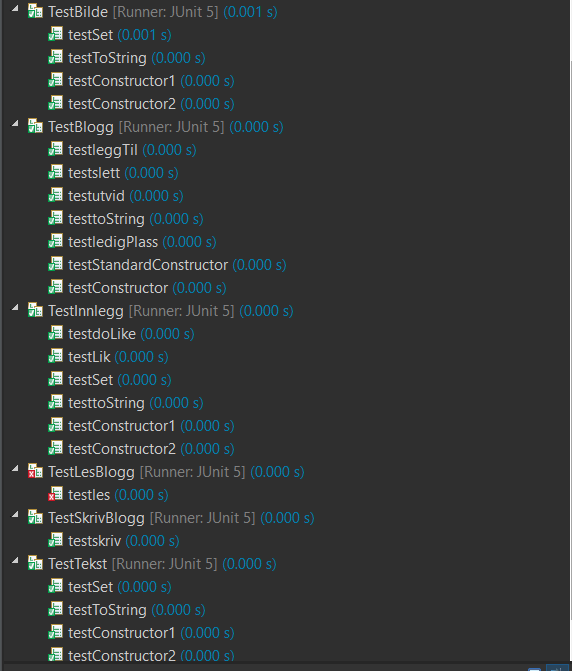 TestBilde [Runner: JUnit 5] (0.001 s)
testSet (0.001 s)
testToString (0.000 s)
testConstructor1 (0.000 s)
testConstructor2 (0.000 s)
TestBlogg [Runner: JUnit 5] (0.000 s)
testleggTil (0.000 s)
testslett (0.000 s)
testutvid (0.000 s)
testtoString (0.000 s)
testledigPlass (0.000 s)
testStandardConstructor (0.000 s)
testConstructor (0.000 s)
TestInnlegg [Runner: JUnit 5] (0.000 s)
testdoLike (0.000 s)
testLik (0.000 s)
testSet (0.000 s)
testtoString (0.000 s)
testConstructor1 (0.000 s)
testConstructor2 (0.000 s)
TestLesBlogg [Runner: JUnit 5] (0.000 s)
testles (0.000 s)
TestSkrivBlogg [Runner: JUnit 5] (0.000 s)
testskriv (0.000 s)
TestTekst [Runner: JUnit 5] (0.000 s)
testSet (0.000 s)
testToString (0.000 s)
testConstructor1 (0.000 s)
testConstructor2 (0.000 s)